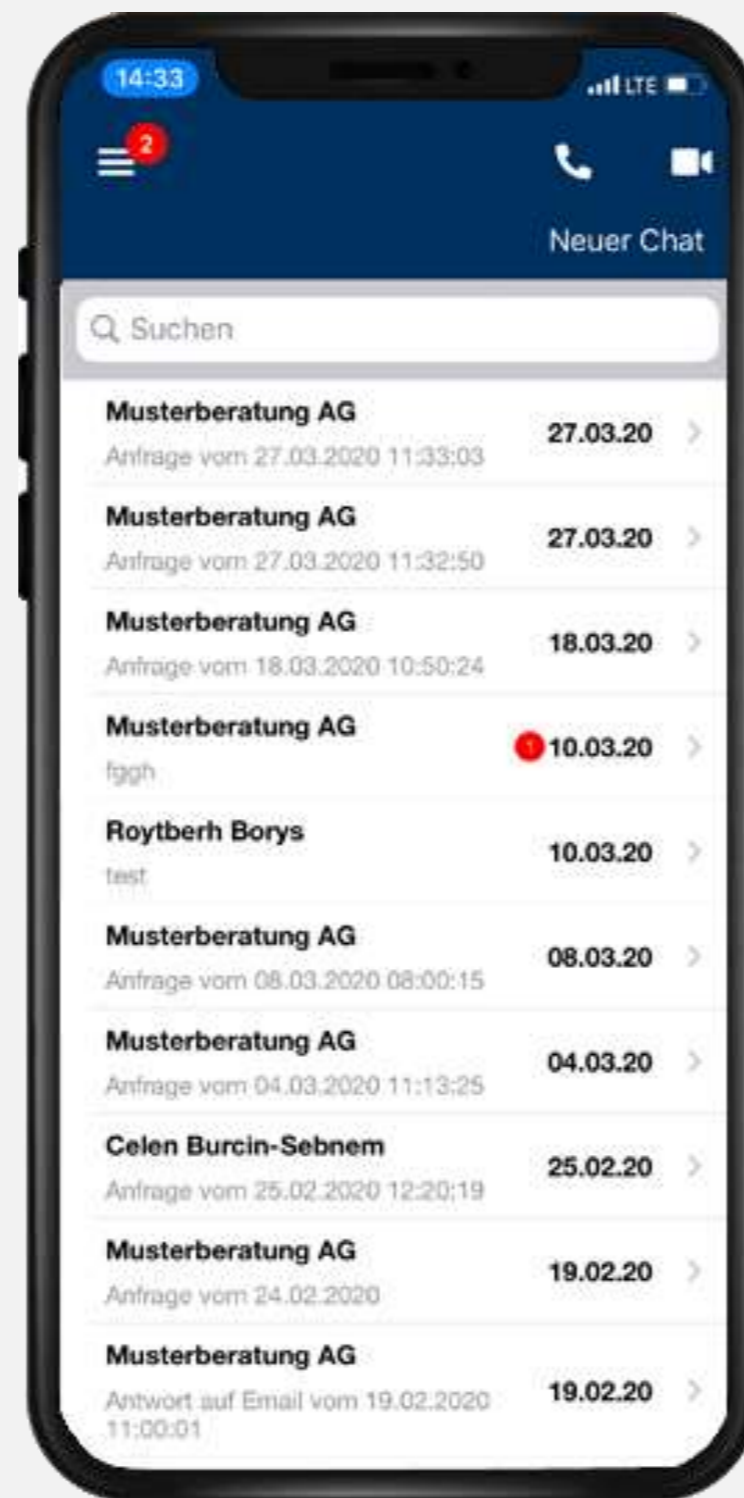 14:33
LTE
2
Neuer Chat
Suchen
Musterberatung AG
27.03.20
Anfrage vom 27.03.2020 11:33:03
Musterberatung AG
27.03.20
Anfrage vom 27.03.2020 11:32:50
Musterberatung AG
18.03.20
Anfrage vom 18.03.2020 10:50:24
Musterberatung AG
1 10.03.20
fggh
Roytberh Borys
10.03.20
test
Musterberatung AG
08.03.20
Anfrage vom 08.03.2020 08:00:15
Musterberatung AG
04.03.20
Anfrage vom 04.03.2020 11:13:25
Celen Burcin-Sebnem
25.02.20
Anfrage vom 25.02.2020 12:20:19
Musterberatung AG
19.02.20
Anfrage vom 24.02.2020
Musterberatung AG
19.02.20
Antwort auf Email vom 19.02.2020
11:00:01